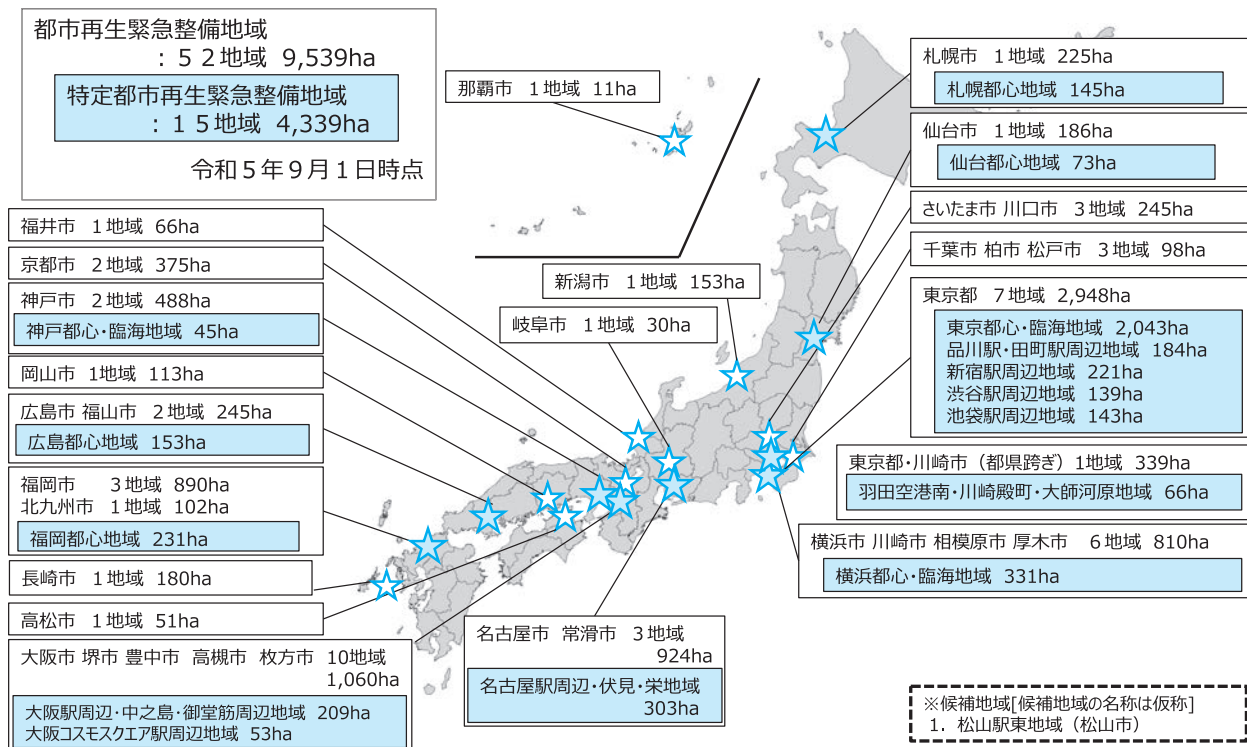 都市再生緊急整備地域
：５２地域 9,539ha
特定都市再生緊急整備地域
：１５地域 4,339ha
令和５年９月１日時点
那覇市 1地域 11ha
札幌市 1地域 225ha
札幌都心地域 145ha
仙台市 1地域 186ha
仙台都心地域 73ha
さいたま市 川口市 3地域 245ha
千葉市 柏市 松戸市 3地域 98ha
東京都 7地域 2,948ha
東京都心・臨海地域 2,043ha
品川駅・田町駅周辺地域 184ha
新宿駅周辺地域 221ha
渋谷駅周辺地域 139ha
池袋駅周辺地域 143ha
東京都・川崎市（都県跨ぎ）1地域 339ha
羽田空港南・川崎殿町・大師河原地域 66ha
横浜市 川崎市 相模原市 厚木市 6地域 810ha
横浜都心・臨海地域 331ha
新潟市 1地域 153ha
岐阜市 1地域 30ha
福井市 1地域 66ha
京都市 2地域 375ha
神戸市 2地域 488ha
神戸都心・臨海地域 45ha
岡山市 1地域 113ha
広島市 福山市 2地域 245ha
広島都心地域 153ha
福岡市 3地域 890ha
北九州市 1地域 102ha
福岡都心地域 231ha
長崎市 1地域 180ha
高松市 1地域 51ha
大阪市 堺市 豊中市 高槻市 枚方市 10地域
1,060ha
大阪駅周辺・中之島・御堂筋周辺地域 209ha
大阪コスモスクエア駅周辺地域 53ha
名古屋市 常滑市 3地域
924ha
名古屋駅周辺・伏見・栄地域
303ha
※候補地域[候補地域の名称は仮称]
1. 松山駅東地域（松山市）